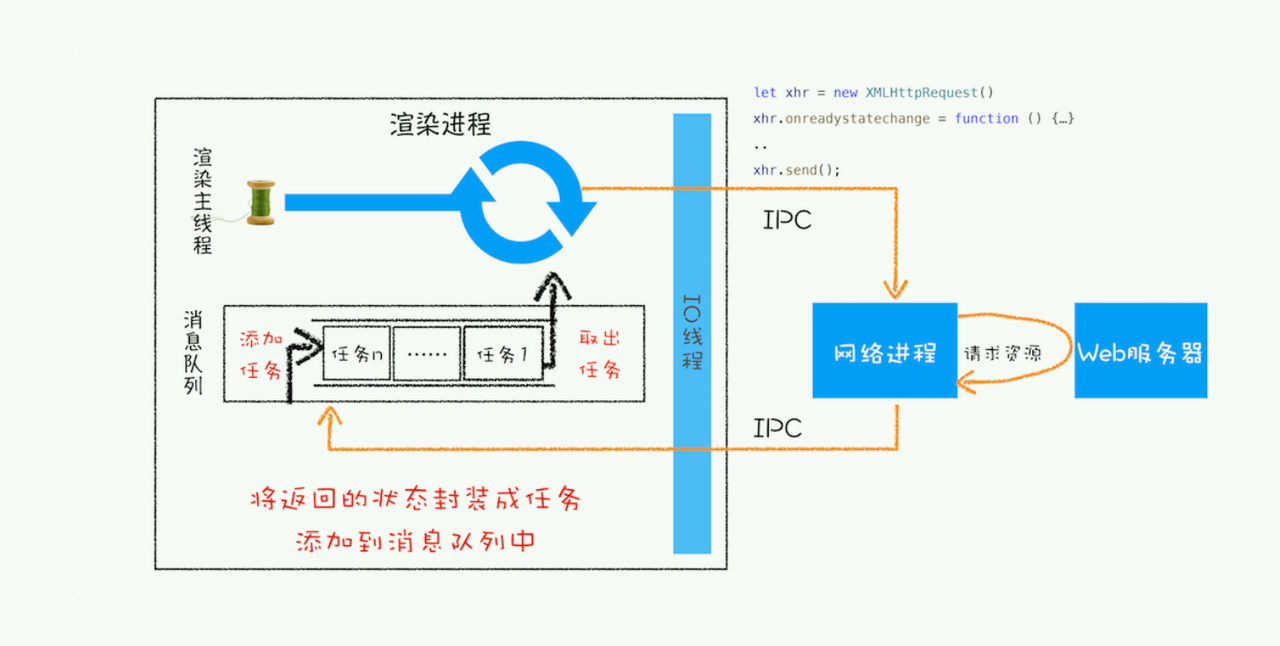 let xhr = new XMLHttpRequest()
xhr.onreadystatechange = function () {…}
..
xhr.send();
渲染进程
渲染主线程
IPC
消息队列
添加
任务
任务n
……
任务1
取出
任务
IO线程
网络进程
请求资源
Web服务器
IPC
将返回的状态封装成任务
添加到消息队列中